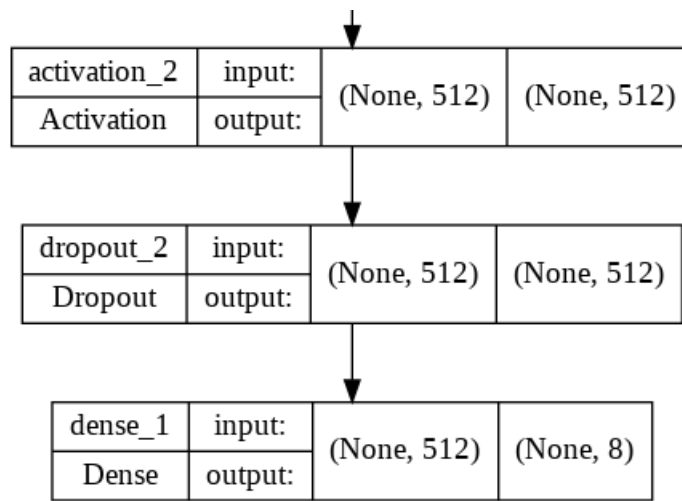 activation_2 input: (None, 512) (None, 512)
Activation output:
dropout_2 input: (None, 512) (None, 512)
Dropout output:
dense_1 input: (None, 512) (None, 8)
Dense output: